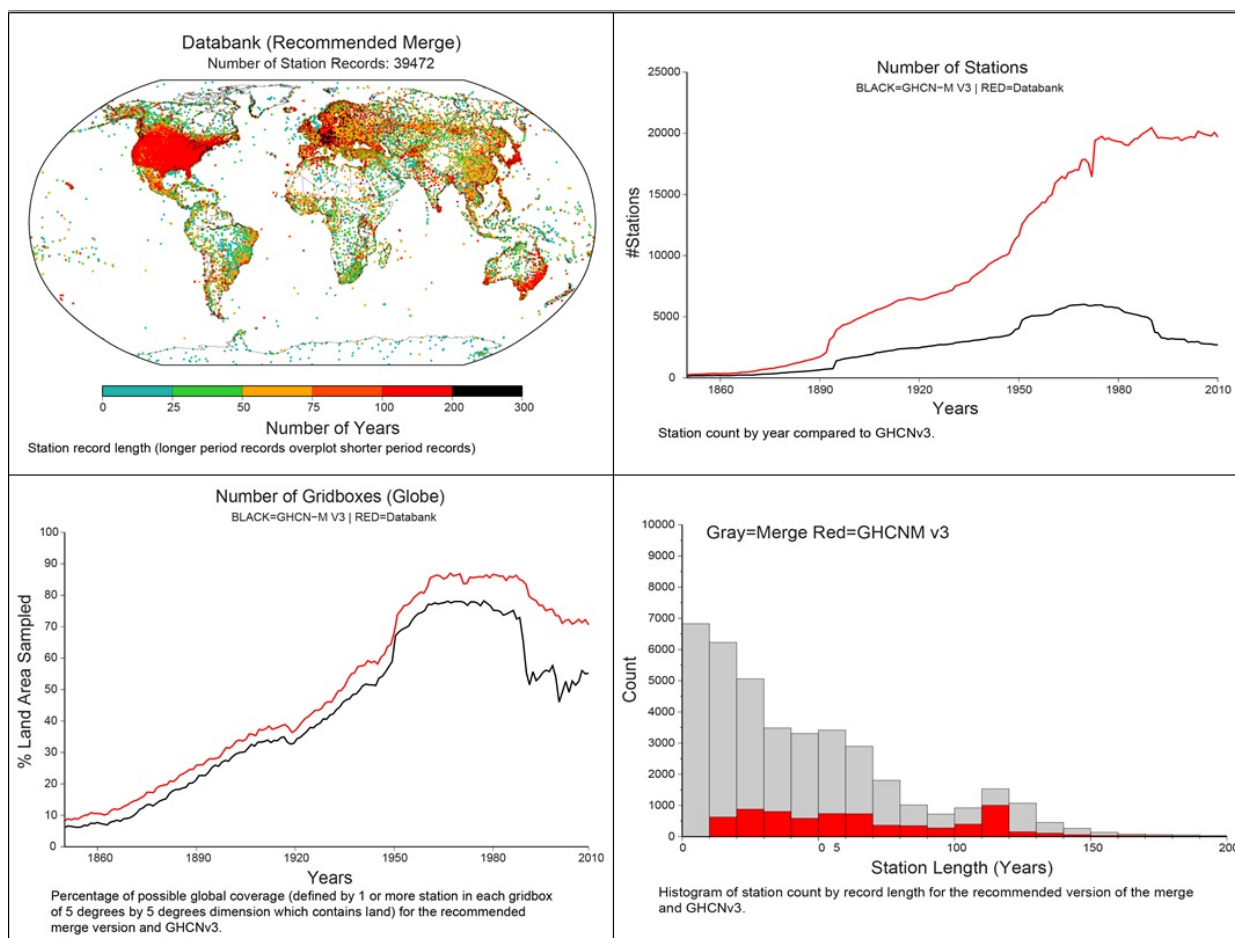 Databank (Recommended Merge)
Number of Station Records: 39472
0 25 50 75 100 200 300
Number of Years
Station record length (longer period records overplot shorter period records)
Number of Stations
BLACK=GHCN−M V3 | RED=Databank
25000
20000
15000
10000
5000
0
#Stations
1860 1890 1920 1950 1980 2010
Years
Station count by year compared to GHCNv3.
Number of Gridboxes (Globe)
BLACK=GHCN−M V3 | RED=Databank
100
90
80
70
60
50
40
30
20
10
0
% Land Area Sampled
1860 1890 1920 1950 1980 2010
Years
Percentage of possible global coverage (defined by 1 or more station in each gridbox
of 5 degrees by 5 degrees dimension which contains land) for the recommended
merge version and GHCNv3.
Gray=Merge Red=GHCNM v3
10000
9000
8000
7000
6000
5000
4000
3000
2000
1000
0
Count
0 0 5 100 150 200
Station Length (Years)
Histogram of station count by record length for the recommended version of the merge
and GHCNv3.